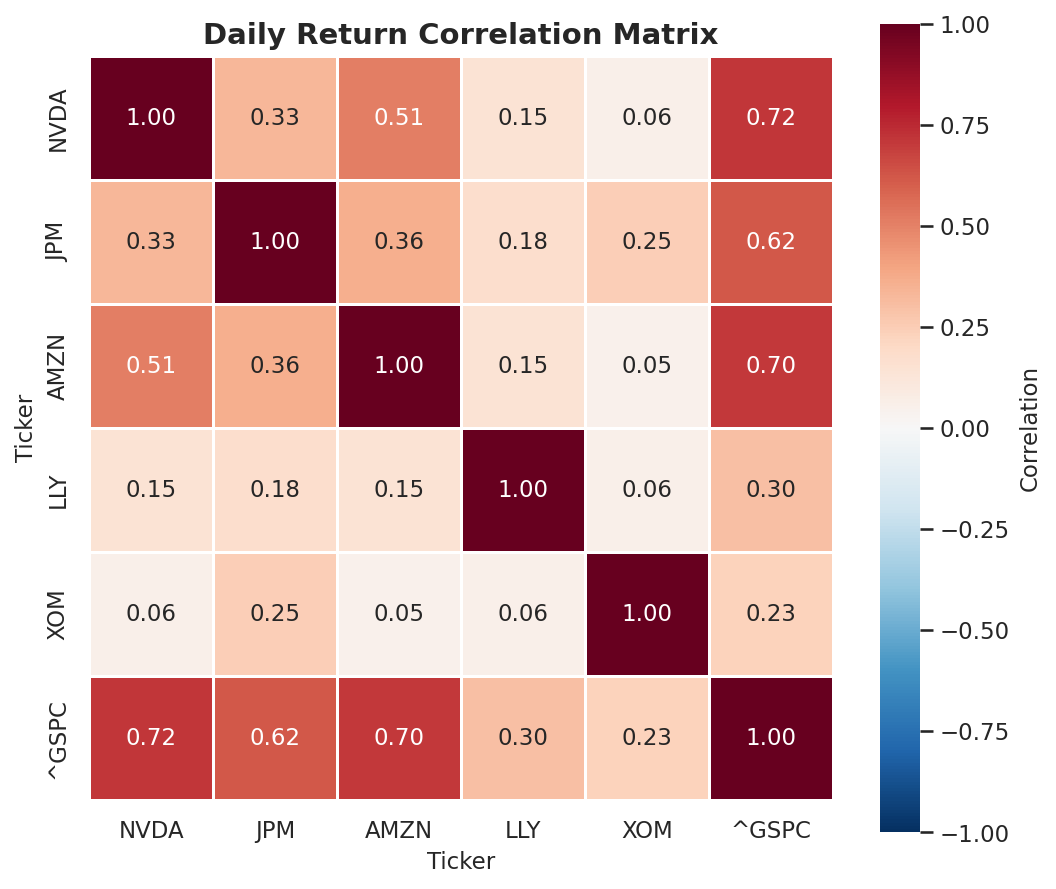 Daily Return Correlation Matrix
NVDA 1.00 0.33 0.51 0.15 0.06 0.72
JPM 0.33 1.00 0.36 0.18 0.25 0.62
AMZN 0.51 0.36 1.00 0.15 0.05 0.70
LLY 0.15 0.18 0.15 1.00 0.06 0.30
XOM 0.06 0.25 0.05 0.06 1.00 0.23
^GSPC 0.72 0.62 0.70 0.30 0.23 1.00
NVDA JPM AMZN LLY XOM ^GSPC
Ticker
Ticker
1.00
0.75
0.50
0.25
0.00
−0.25
−0.50
−0.75
−1.00
Correlation